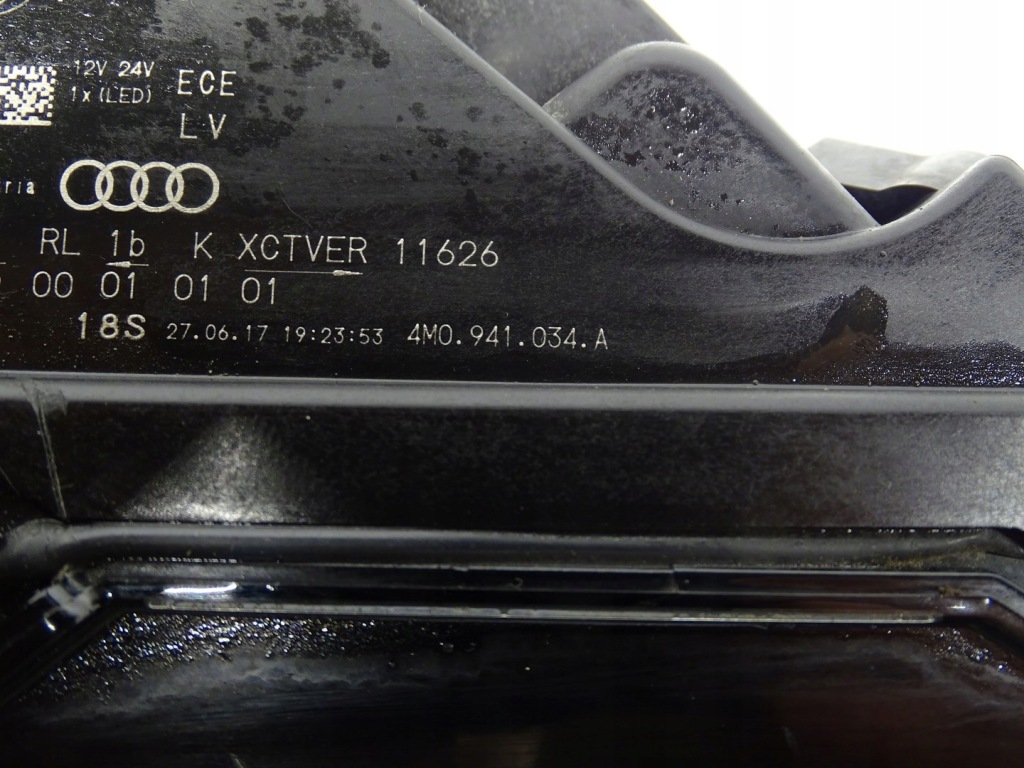 12V 24V ECE
1x (LED)
LV
ria
RL 1b K XCTVER 11626
00 01 01 01
18S 27.06.17 19:23:53 4M0.941.034.A